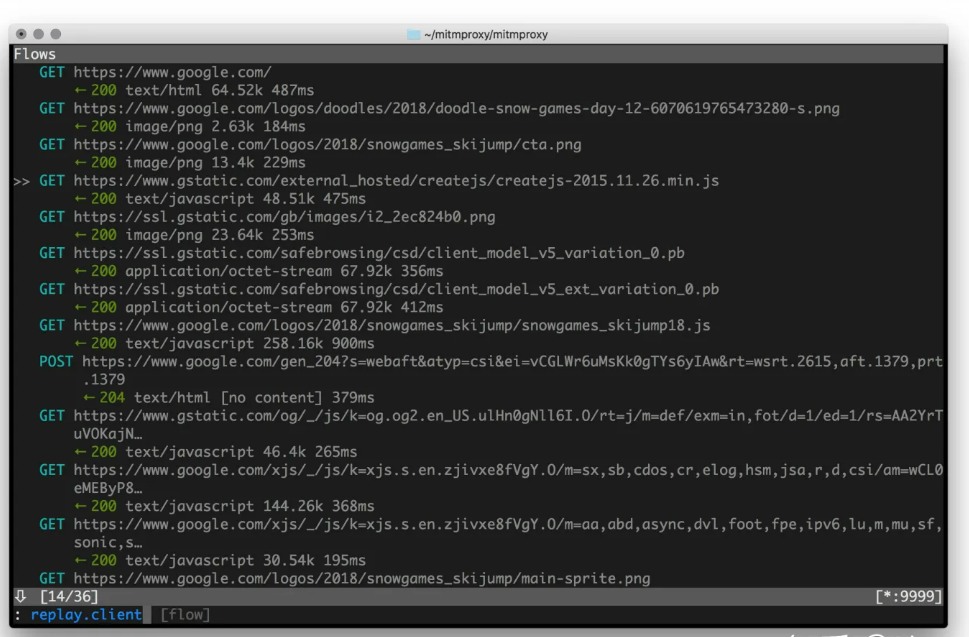 ~/mitmproxy/mitmproxy
Flows
GET https://www.google.com/
← 200 text/html 64.52k 487ms
GET https://www.google.com/logos/doodles/2018/doodle-snow-games-day-12-6070619765473280-s.png
← 200 image/png 2.63k 184ms
GET https://www.google.com/logos/2018/snowgames_skijump/cta.png
← 200 image/png 13.4k 229ms
>> GET https://www.gstatic.com/external_hosted/createjs/createjs-2015.11.26.min.js
← 200 text/javascript 48.51k 475ms
GET https://ssl.gstatic.com/gb/images/i2_2ec824b0.png
← 200 image/png 23.64k 253ms
GET https://ssl.gstatic.com/safebrowsing/csd/client_model_v5_variation_0.pb
← 200 application/octet-stream 67.92k 356ms
GET https://ssl.gstatic.com/safebrowsing/csd/client_model_v5_ext_variation_0.pb
← 200 application/octet-stream 67.92k 412ms
GET https://www.google.com/logos/2018/snowgames_skijump/snowgames_skijump18.js
← 200 text/javascript 258.16k 900ms
POST https://www.google.com/gen_204?s=webaft&atyp=csi&ei=vCGLWr6uMsKk0gTYs6yIAw&rt=wsrt.2615,aft.1379,prt
.1379
← 204 text/html [no content] 379ms
GET https://www.gstatic.com/og/_/js/k=og.og2.en_US.ulHn0gNll6I.O/rt=j/m=def/exm=in,fot/d=1/ed=1/rs=AA2YrT
uVOKajN…
← 200 text/javascript 46.4k 265ms
GET https://www.google.com/xjs/_/js/k=xjs.s.en.zjivxe8fVgY.O/m=sx,sb,cdos,cr,elog,hsm,jsa,r,d,csi/am=wCL0
eMEByP8…
← 200 text/javascript 144.26k 368ms
GET https://www.google.com/xjs/_/js/k=xjs.s.en.zjivxe8fVgY.O/m=aa,abd,async,dvl,foot,fpe,ipv6,lu,m,mu,sf,
sonic,s…
← 200 text/javascript 30.54k 195ms
GET https://www.google.com/logos/2018/snowgames_skijump/main-sprite.png
⇩ [14/36] [*:9999]
: replay.client [flow]